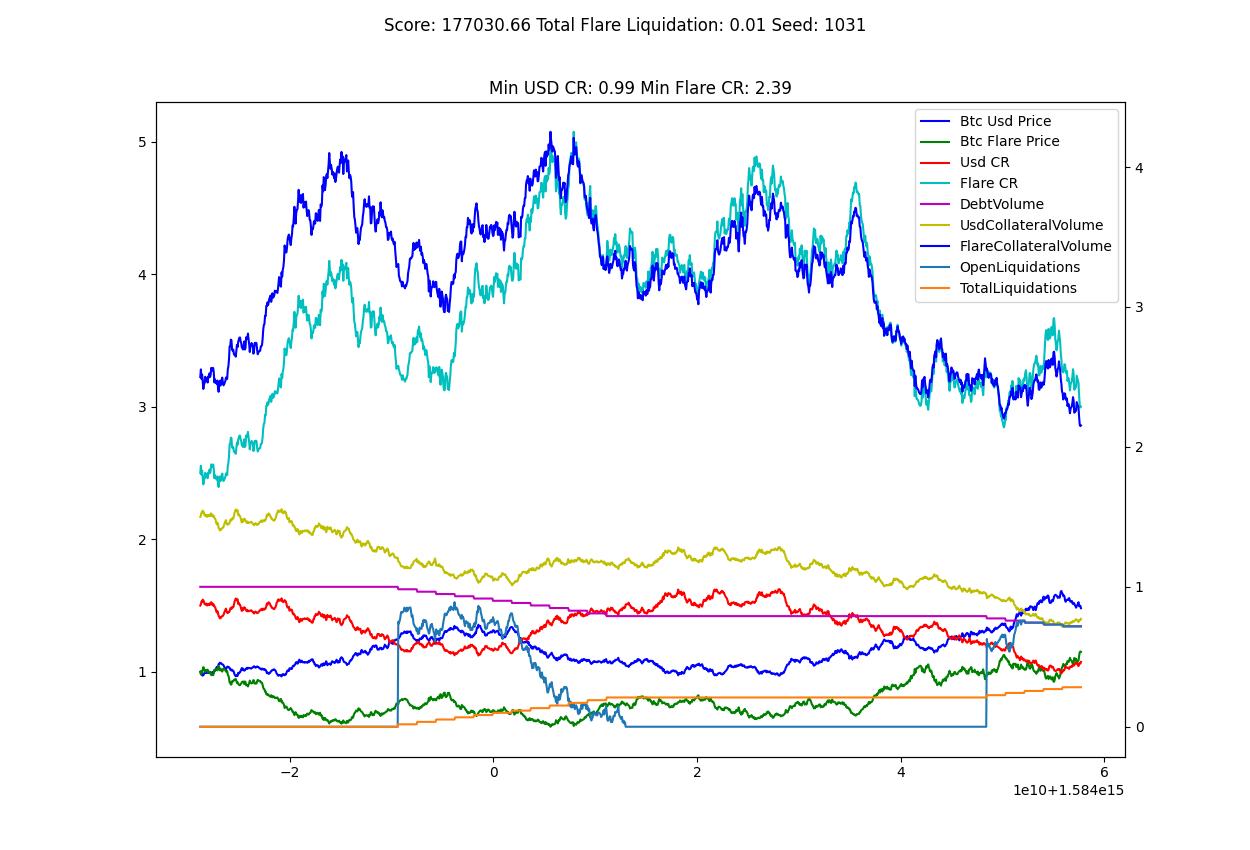 Score: 177030.66 Total Flare Liquidation: 0.01 Seed: 1031
Min USD CR: 0.99 Min Flare CR: 2.39
Btc Usd Price
Btc Flare Price
Usd CR
Flare CR
DebtVolume
UsdCollateralVolume
FlareCollateralVolume
OpenLiquidations
TotalLiquidations
5
4
3
2
1
4
3
2
1
0
−2
0
2
4
6
1e10+1.584e15